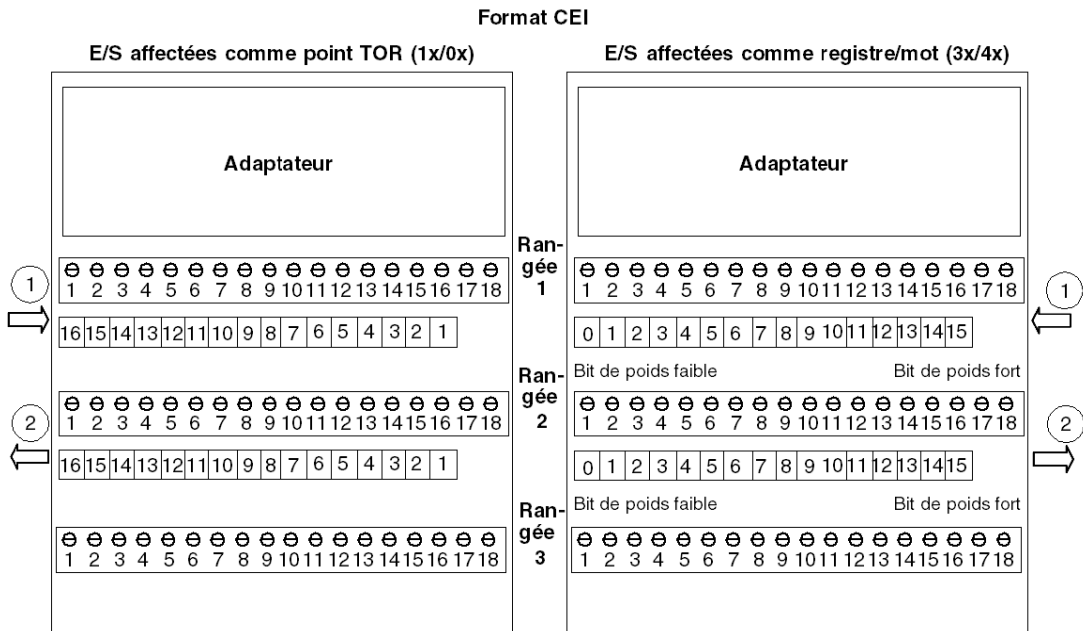 Format CEI
E/S affectées comme point TOR (1x/0x)
E/S affectées comme registre/mot (3x/4x)
Adaptateur
Adaptateur
Ran-
gée
1
1
1 2 3 4 5 6 7 8 9 10 11 12 13 14 15 16 17 18
16 15 14 13 12 11 10 9 8 7 6 5 4 3 2 1
1 2 3 4 5 6 7 8 9 10 11 12 13 14 15 16 17 18
1
0 1 2 3 4 5 6 7 8 9 10 11 12 13 14 15
Bit de poids faible
Bit de poids fort
Ran-
gée
2
2
1 2 3 4 5 6 7 8 9 10 11 12 13 14 15 16 17 18
16 15 14 13 12 11 10 9 8 7 6 5 4 3 2 1
1 2 3 4 5 6 7 8 9 10 11 12 13 14 15 16 17 18
2
0 1 2 3 4 5 6 7 8 9 10 11 12 13 14 15
Bit de poids faible
Bit de poids fort
Ran-
gée
3
1 2 3 4 5 6 7 8 9 10 11 12 13 14 15 16 17 18
1 2 3 4 5 6 7 8 9 10 11 12 13 14 15 16 17 18